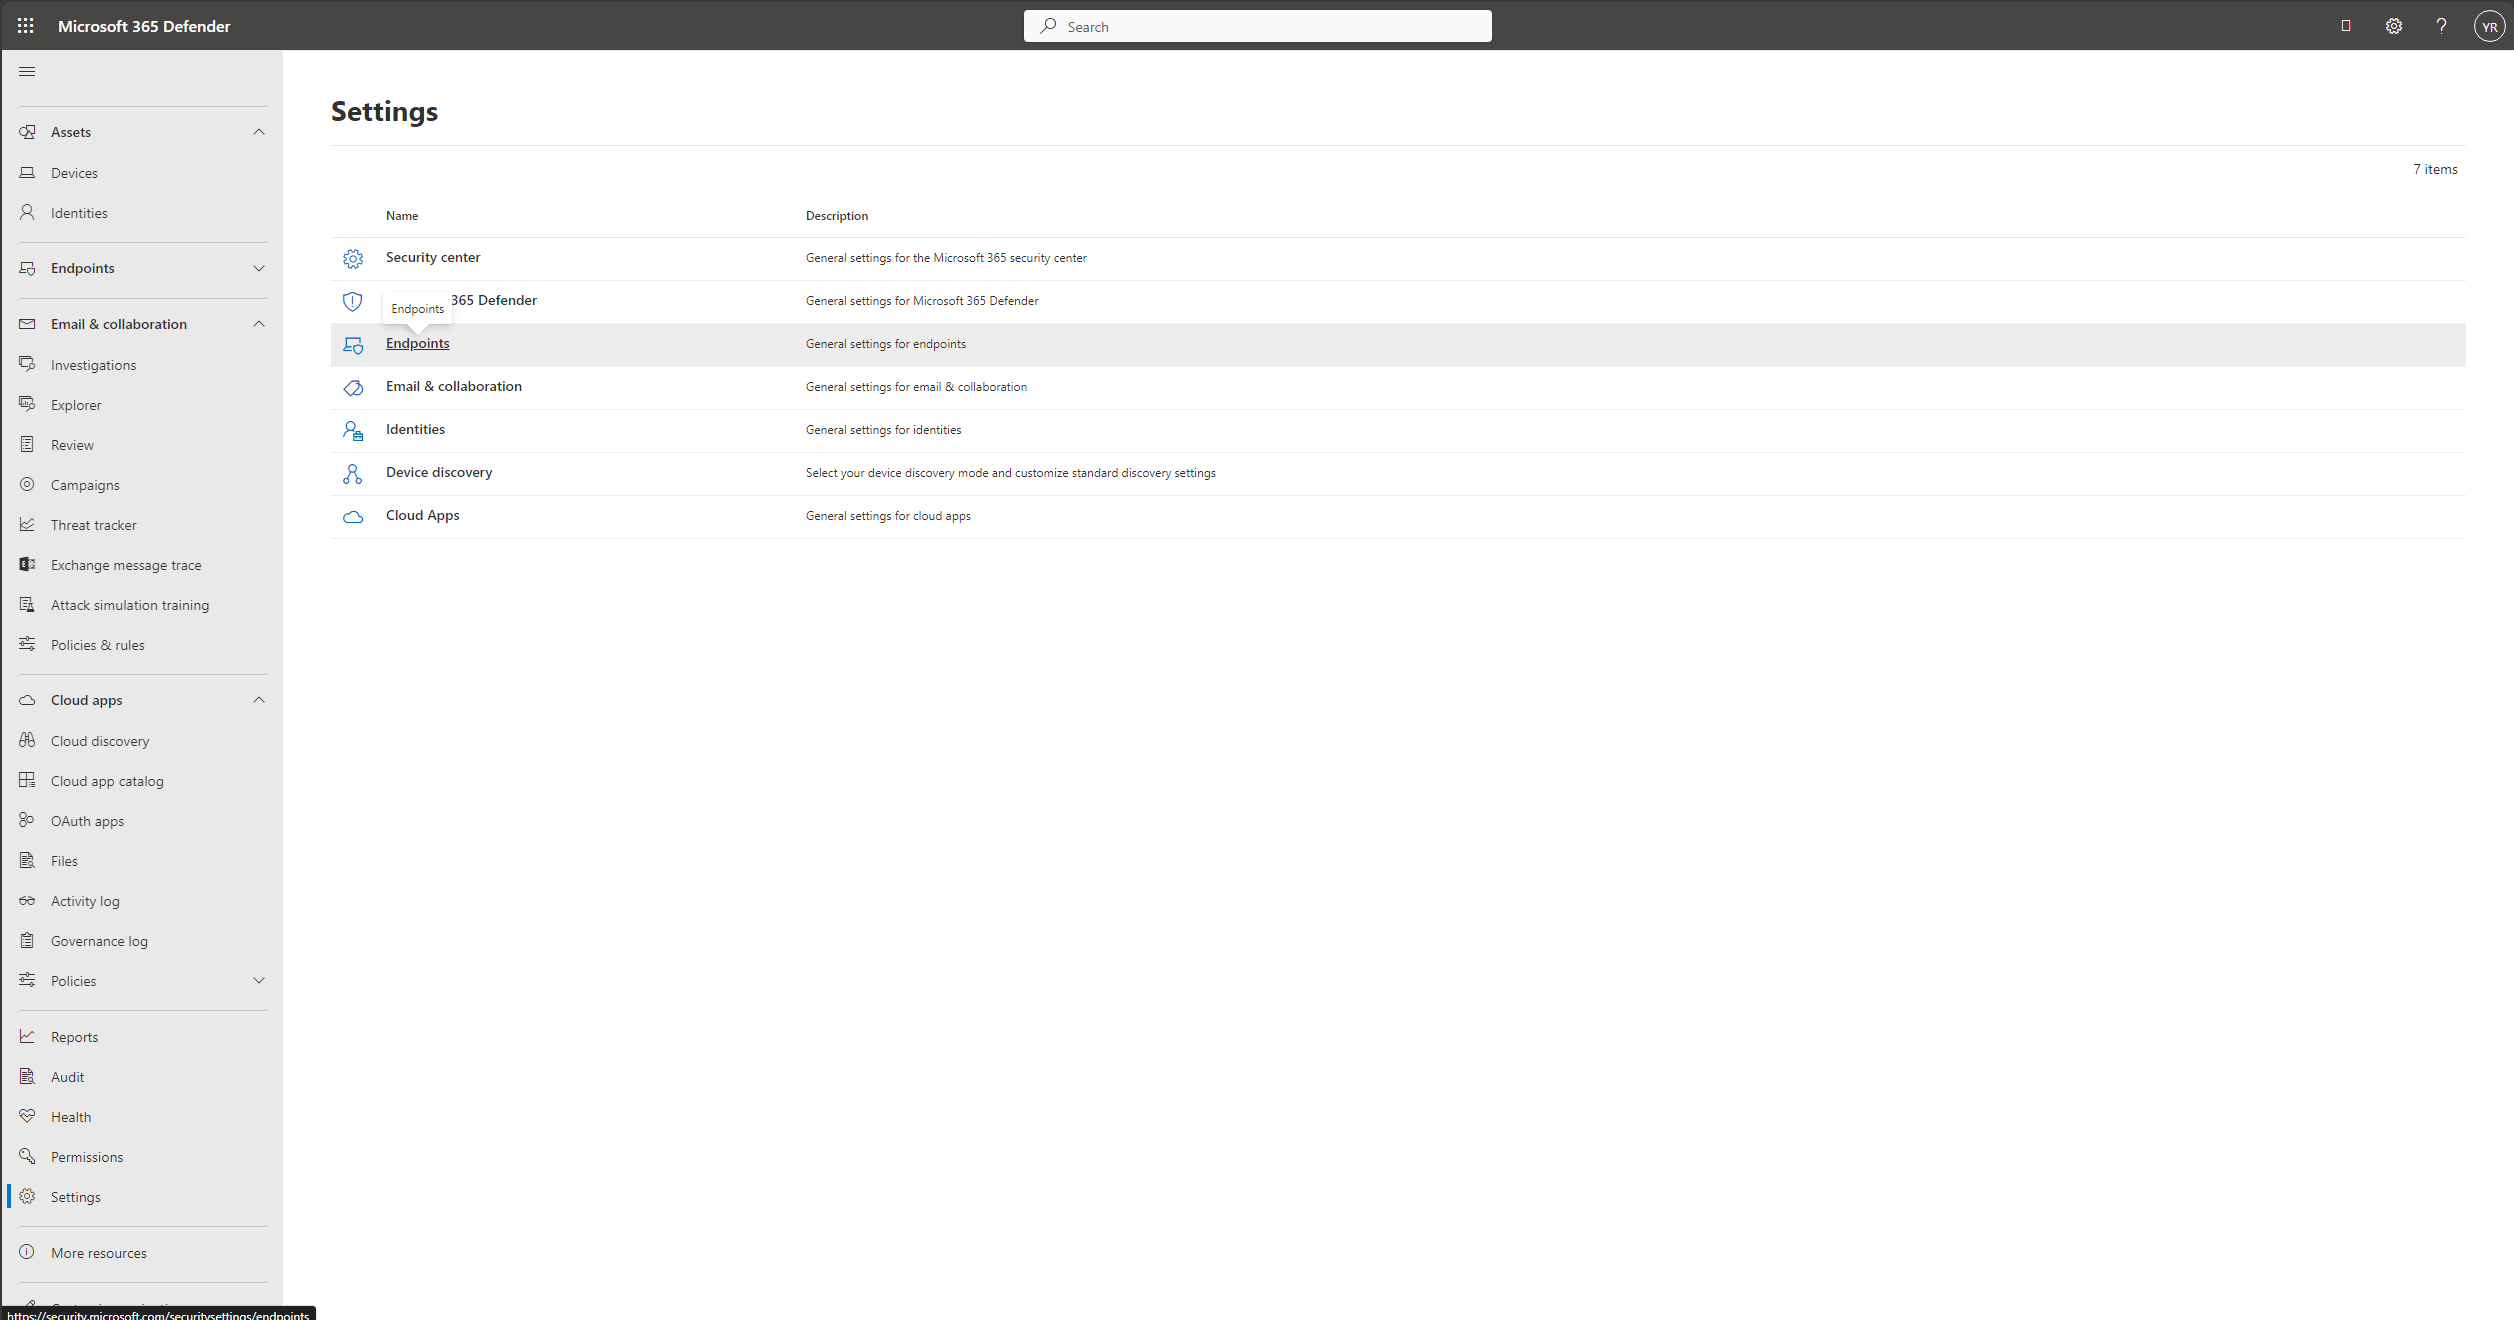 Microsoft 365 Defender
Search
YR
Assets
Devices
Identities
Endpoints
Email & collaboration
Investigations
Explorer
Review
Campaigns
Threat tracker
Exchange message trace
Attack simulation training
Policies & rules
Cloud apps
Cloud discovery
Cloud app catalog
OAuth apps
Files
Activity log
Governance log
Policies
Reports
Audit
Health
Permissions
Settings
More resources
https://security.microsoft.com/securitysettings/endpoints
Settings
7 items
Name Description
Security center General settings for the Microsoft 365 security center
365 Defender General settings for Microsoft 365 Defender
Endpoints
Endpoints General settings for endpoints
Email & collaboration General settings for email & collaboration
Identities General settings for identities
Device discovery Select your device discovery mode and customize standard discovery settings
Cloud Apps General settings for cloud apps